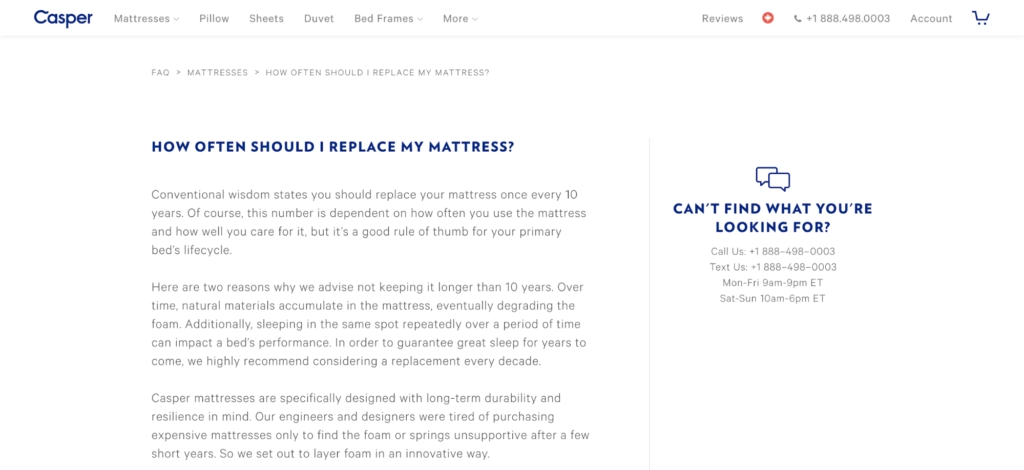 Casper Mattresses Pillow Sheets Duvet Bed Frames More Reviews +1 888.498.0003 Account
FAQ > MATTRESSES > HOW OFTEN SHOULD I REPLACE MY MATTRESS?
HOW OFTEN SHOULD I REPLACE MY MATTRESS?
Conventional wisdom states you should replace your mattress once every 10
years. Of course, this number is dependent on how often you use the mattress
and how well you care for it, but it's a good rule of thumb for your primary
bed's lifecycle.
Here are two reasons why we advise not keeping it longer than 10 years. Over
time, natural materials accumulate in the mattress, eventually degrading the
foam. Additionally, sleeping in the same spot repeatedly over a period of time
can impact a bed's performance. In order to guarantee great sleep for years to
come, we highly recommend considering a replacement every decade.
Casper mattresses are specifically designed with long-term durability and
resilience in mind. Our engineers and designers were tired of purchasing
expensive mattresses only to find the foam or springs unsupportive after a few
short years. So we set out to layer foam in an innovative way.
CAN'T FIND WHAT YOU'RE
LOOKING FOR?
Call Us: +1 888-498-0003
Text Us: +1 888-498-0003
Mon-Fri 9am-9pm ET
Sat-Sun 10am-6pm ET